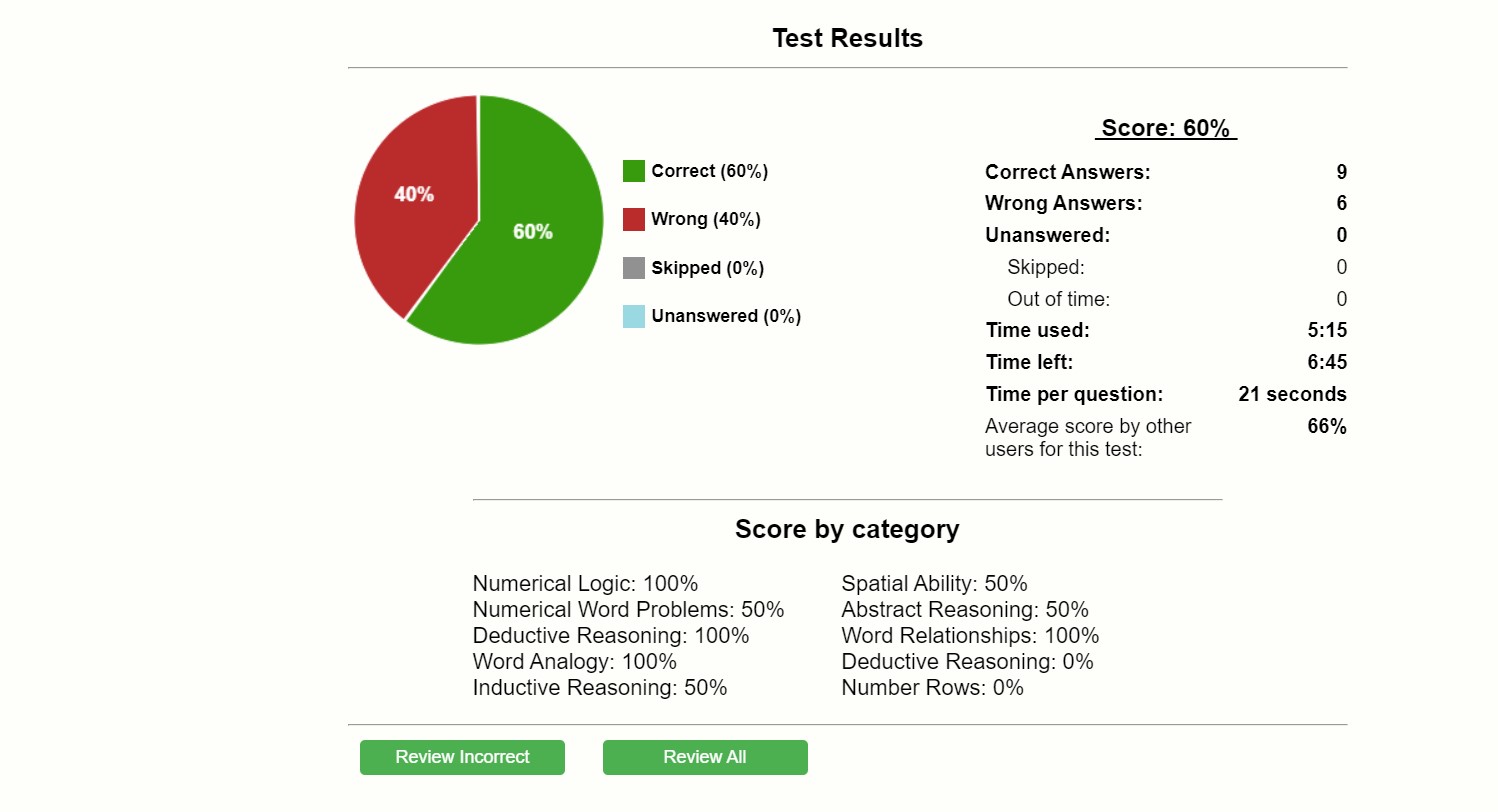 Test Results
40%
60%
Correct (60%)
Wrong (40%)
Skipped (0%)
Unanswered (0%)
Score: 60%
Correct Answers: 9
Wrong Answers: 6
Unanswered: 0
Skipped: 0
Out of time: 0
Time used: 5:15
Time left: 6:45
Time per question: 21 seconds
Average score by other 66%
users for this test:
Score by category
Numerical Logic: 100%
Numerical Word Problems: 50%
Deductive Reasoning: 100%
Word Analogy: 100%
Inductive Reasoning: 50%
Spatial Ability: 50%
Abstract Reasoning: 50%
Word Relationships: 100%
Deductive Reasoning: 0%
Number Rows: 0%
Review Incorrect
Review All